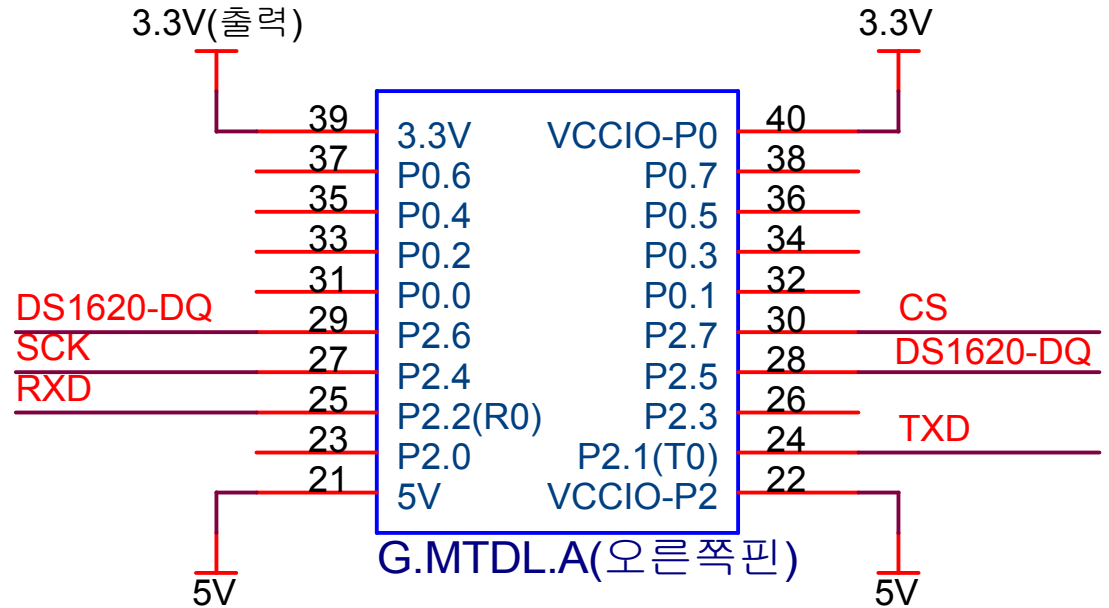 3.3V(출력) 3.3V
39 3.3V VCCIO-P0 40
37 P0.6 P0.7 38
35 P0.4 P0.5 36
33 P0.2 P0.3 34
31 P0.0 P0.1 32
DS1620-DQ 29 P2.6 P2.7 30 CS
SCK 27 P2.4 P2.5 28 DS1620-DQ
RXD 25 P2.2(R0) P2.3 26
23 P2.0 P2.1(T0) 24 TXD
21 5V VCCIO-P2 22
G.MTDL.A(오른쪽핀)
5V 5V